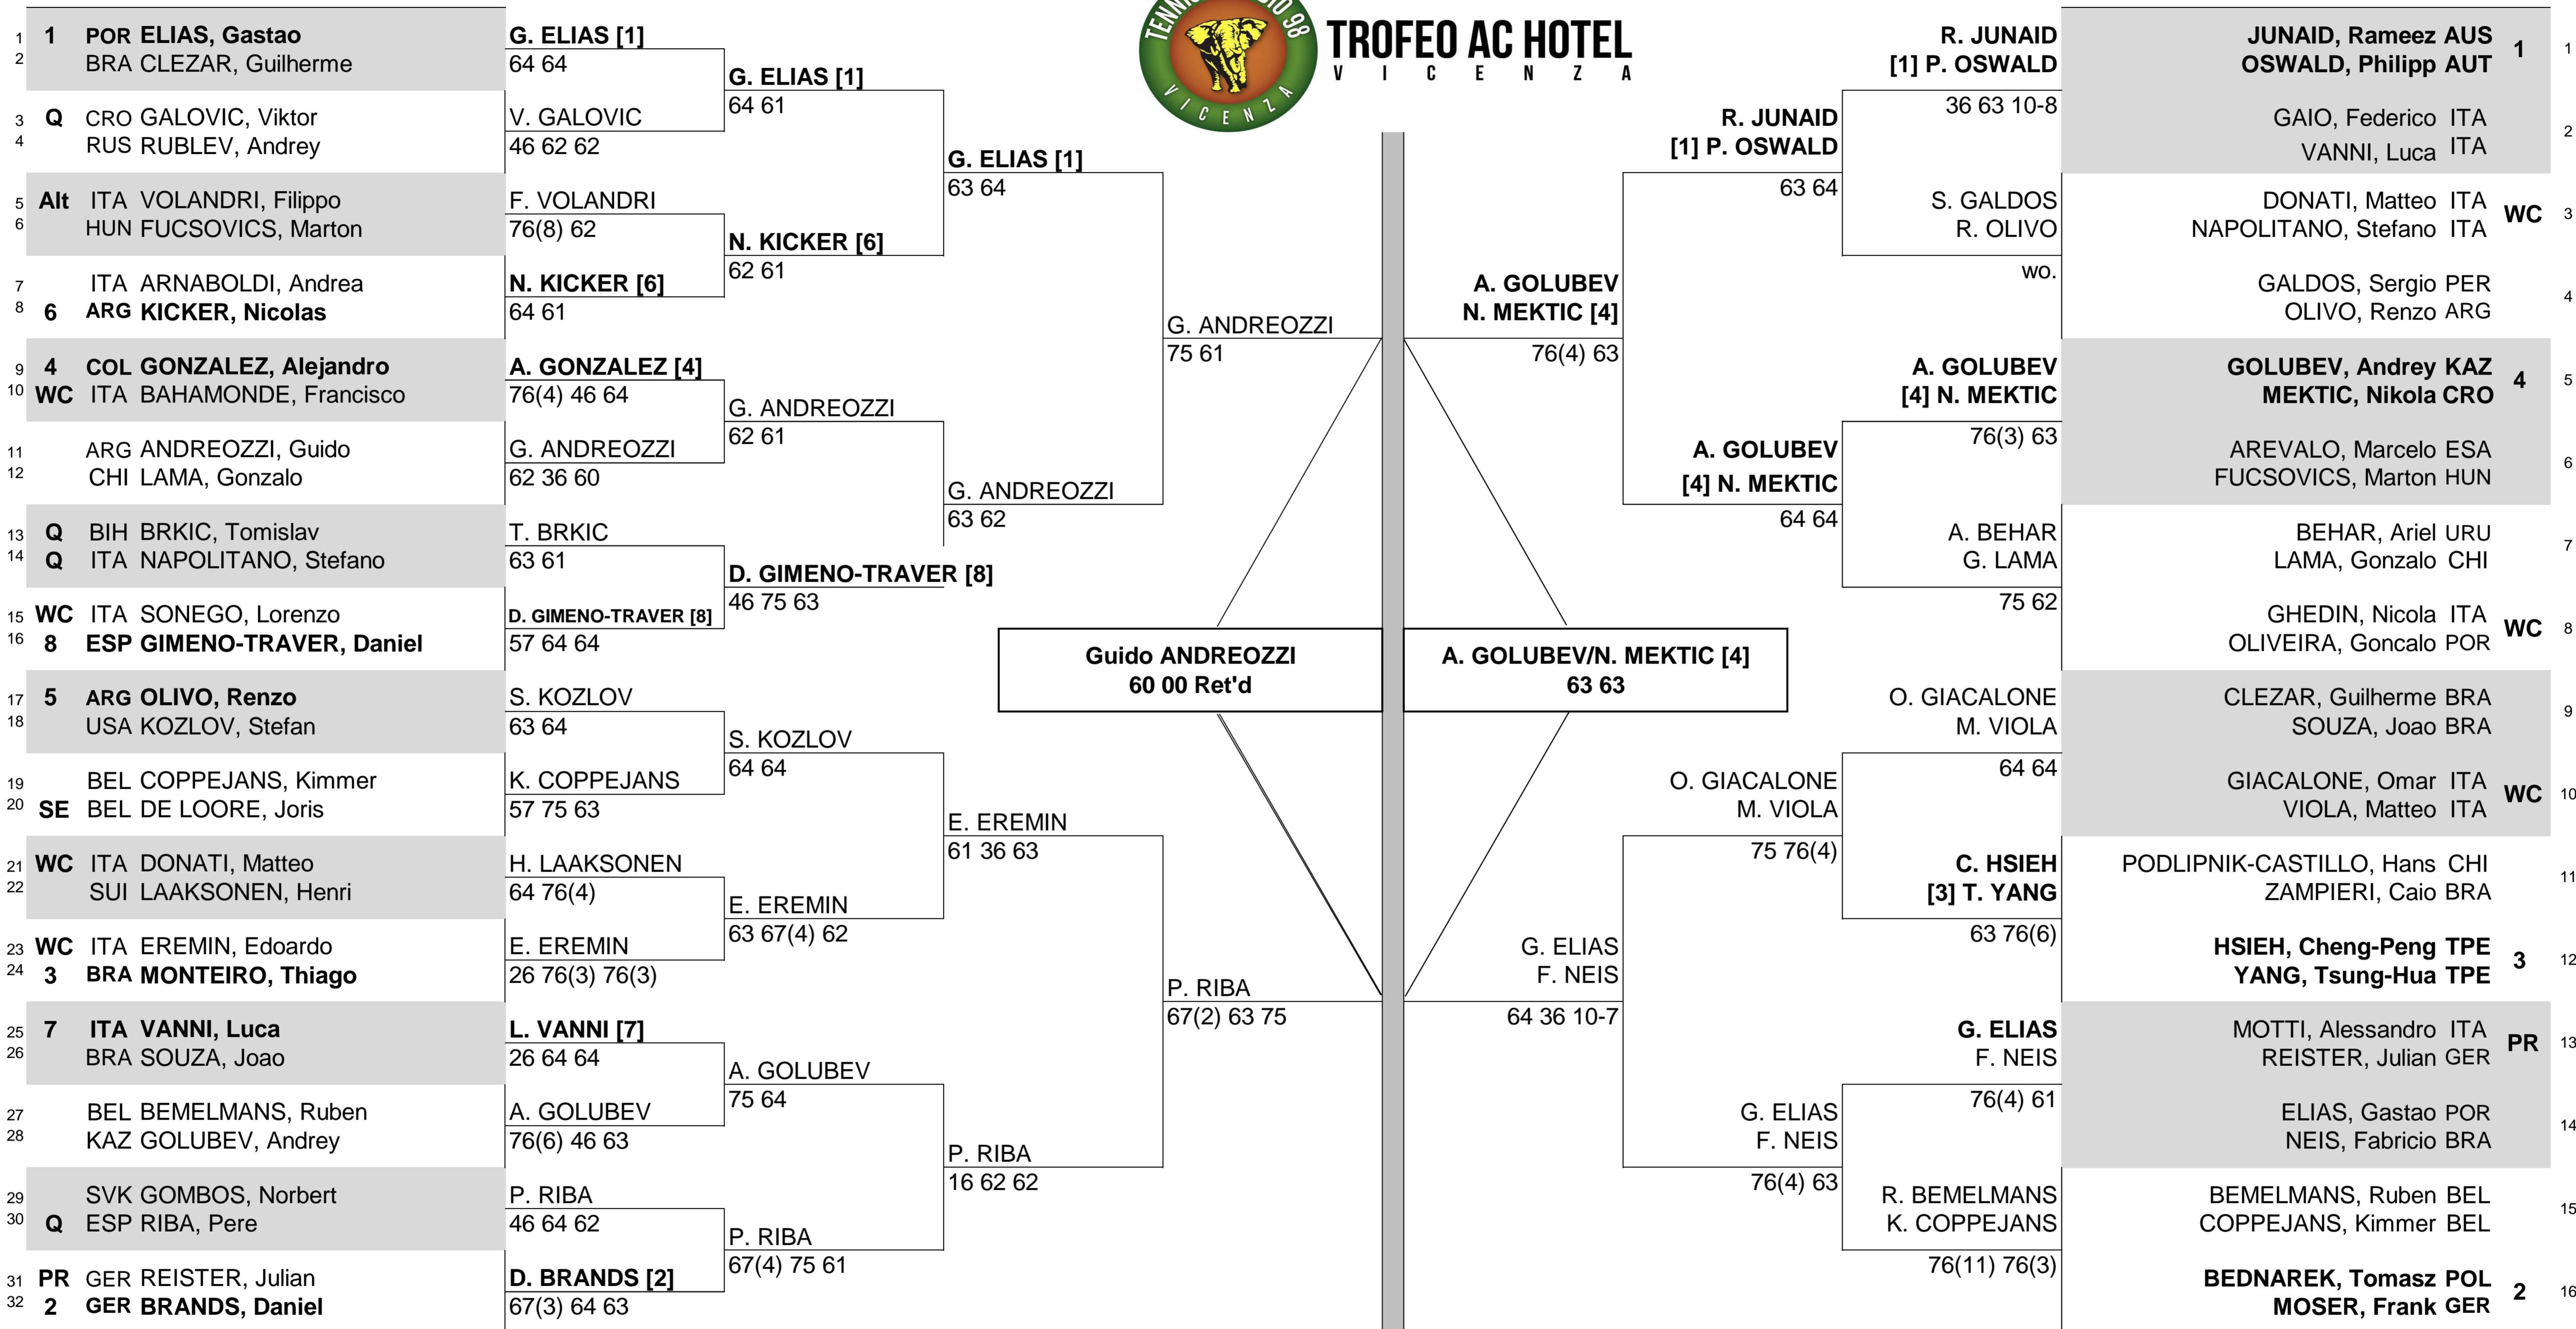 TENNIS
98
VICENZA
TROFEO AC HOTEL
VICENZA
1 1 POR ELIAS, Gastao
2 BRA CLEZAR, Guilherme
3 Q CRO GALOVIC, Viktor
4 RUS RUBLEV, Andrey
5 Alt ITA VOLANDRI, Filippo
6 HUN FUCSOVICS, Marton
7 ITA ARNABOLDI, Andrea
8 6 ARG KICKER, Nicolas
9 4 COL GONZALEZ, Alejandro
10 WC ITA BAHAMONDE, Francisco
11 ARG ANDREOZZI, Guido
12 CHI LAMA, Gonzalo
13 Q BIH BRKIC, Tomislav
14 Q ITA NAPOLITANO, Stefano
15 WC ITA SONEGO, Lorenzo
16 8 ESP GIMENO-TRAVER, Daniel
17 5 ARG OLIVO, Renzo
18 USA KOZLOV, Stefan
19 BEL COPPEJANS, Kimmer
20 SE BEL DE LOORE, Joris
21 WC ITA DONATI, Matteo
22 SUI LAAKSONEN, Henri
23 WC ITA EREMIN, Edoardo
24 3 BRA MONTEIRO, Thiago
25 7 ITA VANNI, Luca
26 BRA SOUZA, Joao
27 BEL BEMELMANS, Ruben
28 KAZ GOLUBEV, Andrey
29 SVK GOMBOS, Norbert
30 Q ESP RIBA, Pere
31 PR GER REISTER, Julian
32 2 GER BRANDS, Daniel
G. ELIAS [1]
64 64
V. GALOVIC
46 62 62
F. VOLANDRI
76(8) 62
N. KICKER [6]
64 61
A. GONZALEZ [4]
76(4) 46 64
G. ANDREOZZI
62 36 60
T. BRKIC
63 61
D. GIMENO-TRAVER [8]
57 64 64
S. KOZLOV
63 64
K. COPPEJANS
57 75 63
H. LAAKSONEN
64 76(4)
E. EREMIN
26 76(3) 76(3)
L. VANNI [7]
26 64 64
A. GOLUBEV
76(6) 46 63
P. RIBA
46 64 62
D. BRANDS [2]
67(3) 64 63
G. ELIAS [1]
64 61
N. KICKER [6]
62 61
G. ANDREOZZI
62 61
D. GIMENO-TRAVER [8]
46 75 63
S. KOZLOV
64 64
E. EREMIN
63 67(4) 62
A. GOLUBEV
75 64
P. RIBA
67(4) 75 61
G. ELIAS [1]
63 64
G. ANDREOZZI
63 62
E. EREMIN
61 36 63
P. RIBA
16 62 62
G. ANDREOZZI
75 61
P. RIBA
67(2) 63 75
Guido ANDREOZZI
60 00 Ret'd
A. GOLUBEV/N. MEKTIC [4]
63 63
A. GOLUBEV
N. MEKTIC [4]
76(4) 63
G. ELIAS
F. NEIS
64 36 10-7
R. JUNAID
[1] P. OSWALD
63 64
A. GOLUBEV
[4] N. MEKTIC
64 64
O. GIACALONE
M. VIOLA
75 76(4)
G. ELIAS
F. NEIS
76(4) 63
R. JUNAID
[1] P. OSWALD
36 63 10-8
S. GALDOS
R. OLIVO
wo.
A. GOLUBEV
[4] N. MEKTIC
76(3) 63
A. BEHAR
G. LAMA
75 62
O. GIACALONE
M. VIOLA
64 64
C. HSIEH
[3] T. YANG
63 76(6)
G. ELIAS
F. NEIS
76(4) 61
R. BEMELMANS
K. COPPEJANS
76(11) 76(3)
JUNAID, Rameez AUS
OSWALD, Philipp AUT
1 1
GAIO, Federico ITA
VANNI, Luca ITA
2
DONATI, Matteo ITA
NAPOLITANO, Stefano ITA
WC 3
GALDOS, Sergio PER
OLIVO, Renzo ARG
4
GOLUBEV, Andrey KAZ
MEKTIC, Nikola CRO
4 5
AREVALO, Marcelo ESA
FUCSOVICS, Marton HUN
6
BEHAR, Ariel URU
LAMA, Gonzalo CHI
7
GHEDIN, Nicola ITA
OLIVEIRA, Goncalo POR
WC 8
CLEZAR, Guilherme BRA
SOUZA, Joao BRA
9
GIACALONE, Omar ITA
VIOLA, Matteo ITA
WC 10
PODLIPNIK-CASTILLO, Hans CHI
ZAMPIERI, Caio BRA
11
HSIEH, Cheng-Peng TPE
YANG, Tsung-Hua TPE
3 12
MOTTI, Alessandro ITA
REISTER, Julian GER
PR 13
ELIAS, Gastao POR
NEIS, Fabricio BRA
14
BEMELMANS, Ruben BEL
COPPEJANS, Kimmer BEL
15
BEDNAREK, Tomasz POL
MOSER, Frank GER
2 16